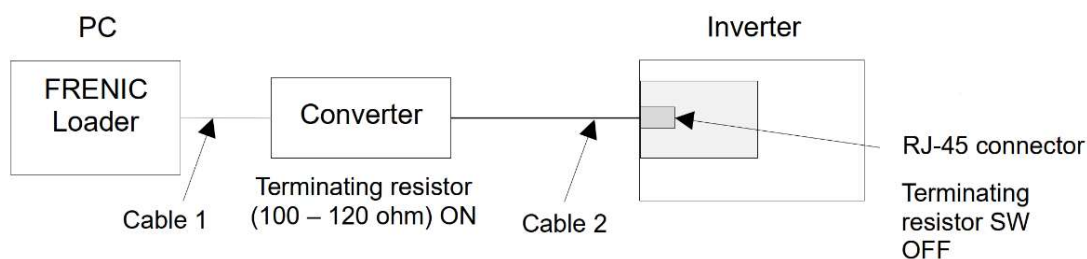 PC
Inverter
FRENIC
Loader
Converter
RJ-45 connector
Terminating resistor
(100 – 120 ohm) ON
Cable 1
Cable 2
Terminating
resistor SW
OFF